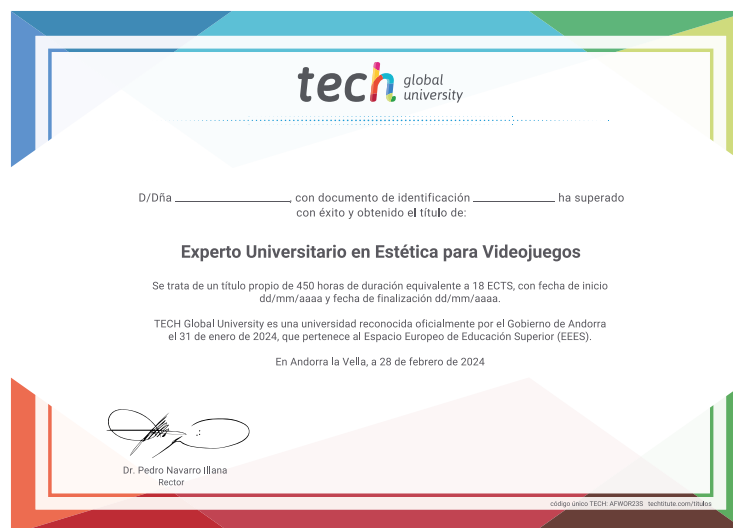 tech global university
D/Dña ____________________, con documento de identificación ______________ ha superado
con éxito y obtenido el título de:
Experto Universitario en Estética para Videojuegos
Se trata de un título propio de 450 horas de duración equivalente a 18 ECTS, con fecha de inicio
dd/mm/aaaa y fecha de finalización dd/mm/aaaa.
TECH Global University es una universidad reconocida oficialmente por el Gobierno de Andorra
el 31 de enero de 2024, que pertenece al Espacio Europeo de Educación Superior (EEES).
En Andorra la Vella, a 28 de febrero de 2024
Dr. Pedro Navarro Illana
Rector
código único TECH: AFWOR23S techtitute.com/titulos